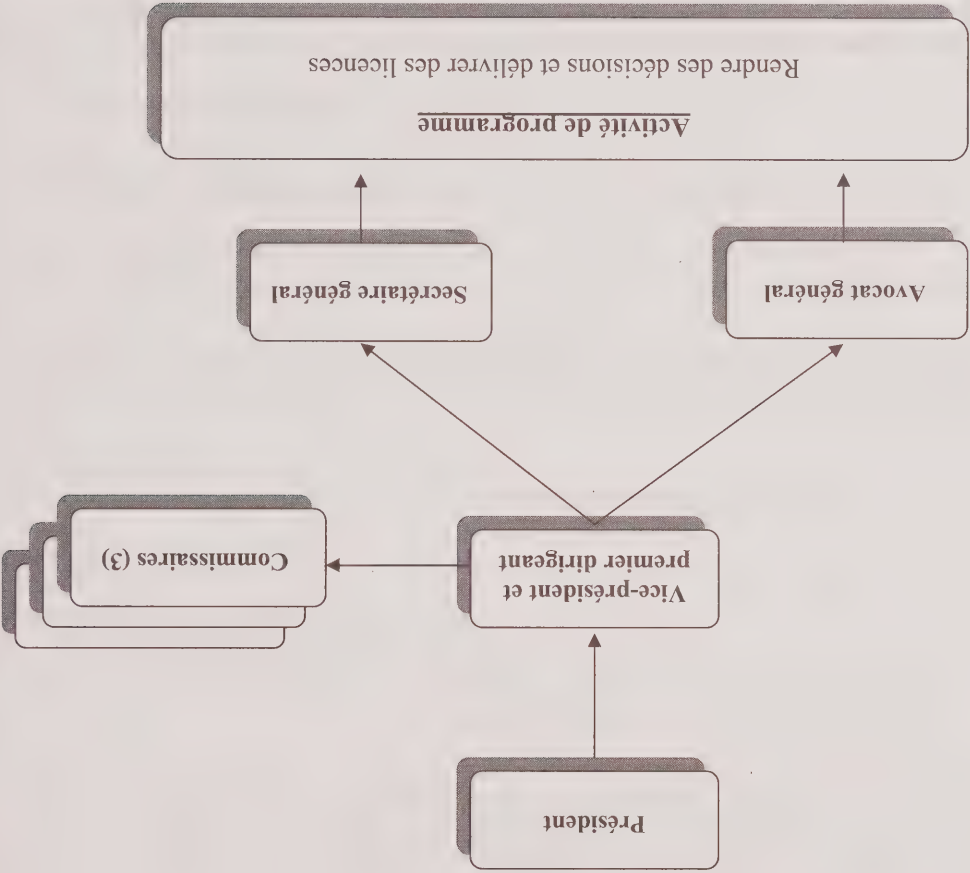 Président
Vice-président et
premier dirigeant
Commissaires (3)
Avocat général
Secrétaire général
Activité de programme
Rendre des décisions et délivrer des licences